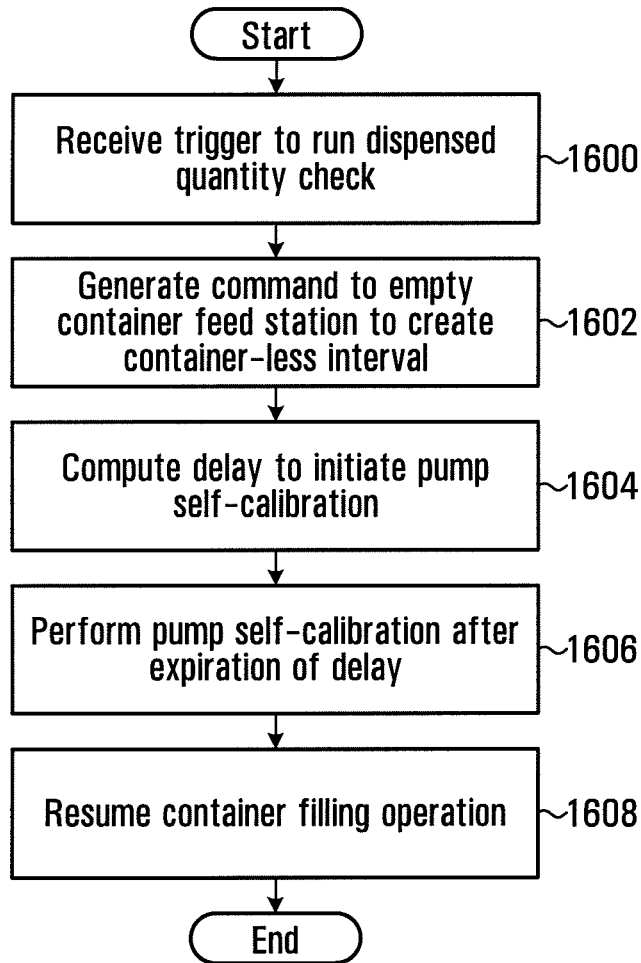 Start
Receive trigger to run dispensed
quantity check
1600
Generate command to empty
container feed station to create
container-less interval
1602
Compute delay to initiate pump
self-calibration
1604
Perform pump self-calibration after
expiration of delay
1606
Resume container filling operation
1608
End